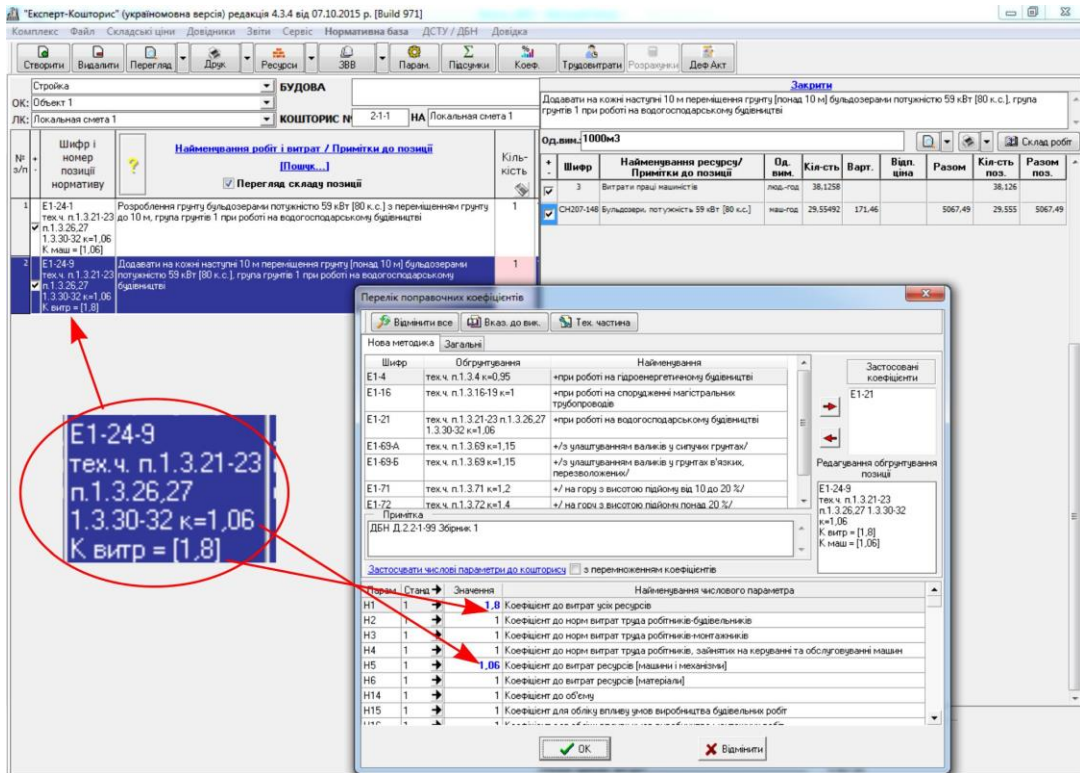 "Експерт-Кошторис" (україномовна версія) редакція 4.3.4 від 07.10.2015 р. [Build 971]
Комплекс Файл Складські ціни Довідники Звіти Сервіс Нормативна база ДСТУ / ДБН Довідка
Створити Видалити Перегляд Друк Ресурси ЗВВ Парам. Підсумки Коеф. Трудовитрати Розрахунки Деф.Акт
Стройка
БУДОВА
ОК: Объект 1
ЛК: Локальная смета 1
КОШТОРИС № 2-1-1 НА Локальная смета 1
№ з/п + - Шифр і номер позиції нормативу
? Найменування робіт і витрат / Примітки до позиції
[Пошук...]
Перегляд складу позиції
Кіль-кість
1 Е1-24-1 Розроблення грунту бульдозерами потужністю 59 кВт [80 к.с.] з переміщенням грунту 1
тех.ч. п.1.3.21-23 до 10 м, група грунтів 1 при роботі на водогосподарському будівництві
п.1.3.26,27
1.3.30-32 к=1,06
К маш = [1,06]
2 Е1-24-9 Додавати на кожні наступні 10 м переміщення грунту [понад 10 м] бульдозерами 1
тех.ч. п.1.3.21-23 потужністю 59 кВт [80 к.с.], група грунтів 1 при роботі на водогосподарському
п.1.3.26,27 будівництві
1.3.30-32 к=1,06
К витр = [1,8]
Закрити
Додавати на кожні наступні 10 м переміщення грунту [понад 10 м] бульдозерами потужністю 59 кВт [80 к.с.], група
грунтів 1 при роботі на водогосподарському будівництві
Од.вим.: 1000м3
Склад робіт
+ - Шифр Найменування ресурсу/ Примітки до позиції Од. вим. Кіл-сть Варт. Відп. ціна Разом Кіл-сть поз. Разом поз.
3 Витрати праці машиністів люд.-год 38,1258 38,126
СН207-148 Бульдозери, потужність 59 кВт [80 к.с.] маш-год 29,55492 171,46 5067,49 29,555 5067,49
Е1-24-9
тех.ч. п.1.3.21-23
п.1.3.26,27
1.3.30-32 к=1,06
К витр = [1,8]
Перелік поправочних коефіцієнтів
Відмінити все Вказ. до вик. Тех. частина
Нова методика Загальні
Шифр Обгрунтування Найменування
Е1-4 тех.ч. п.1.3.4 к=0,95 +при роботі на гідроенергетичному будівництві
Е1-16 тех.ч. п.1.3.16-19 к=1 +при роботі на спорудженні магістральних
трубопроводів
Е1-21 тех.ч. п.1.3.21-23 п.1.3.26,27 +при роботі на водогосподарському будівництві
1.3.30-32 к=1,06
Е1-69-А тех.ч. п.1.3.69 к=1,15 +/з улаштуванням валиків у сипучих грунтах/
Е1-69-Б тех.ч. п.1.3.69 к=1,15 +/з улаштуванням валиків у грунтах в'язких,
перезволожених/
Е1-71 тех.ч. п.1.3.71 к=1,2 +/ на гору з висотою підйому від 10 до 20 %/
Е1-72 тех.ч. п.1.3.72 к=1,4 +/ на гору з висотою підйому понад 20 %/
Застосовані
коефіцієнти
Е1-21
Редагування обгрунтування
позиції
Е1-24-9
тех.ч. п.1.3.21-23
п.1.3.26,27 1.3.30-32
к=1,06
К витр = [1,8]
К маш = [1,06]
Примітка
ДБН Д.2.2-1-99 Збірник 1
Застосувати числові параметри до кошторису з перемноженням коефіцієнтів
Парам. Станд Значення Найменування числового параметра
Н1 1 1,8 Коефіцієнт до витрат усіх ресурсів
Н2 1 1 Коефіцієнт до норм витрат труда робітників-будівельників
Н3 1 1 Коефіцієнт до норм витрат труда робітників-монтажників
Н4 1 1 Коефіцієнт до норм витрат труда робітників, зайнятих на керуванні та обслуговуванні машин
Н5 1 1,06 Коефіцієнт до витрат ресурсів [машини і механізми]
Н6 1 1 Коефіцієнт до витрат ресурсів [матеріали]
Н14 1 1 Коефіцієнт до об'єму
Н15 1 1 Коефіцієнт для обліку впливу умов виробництва будівельних робіт
ОК Відмінити